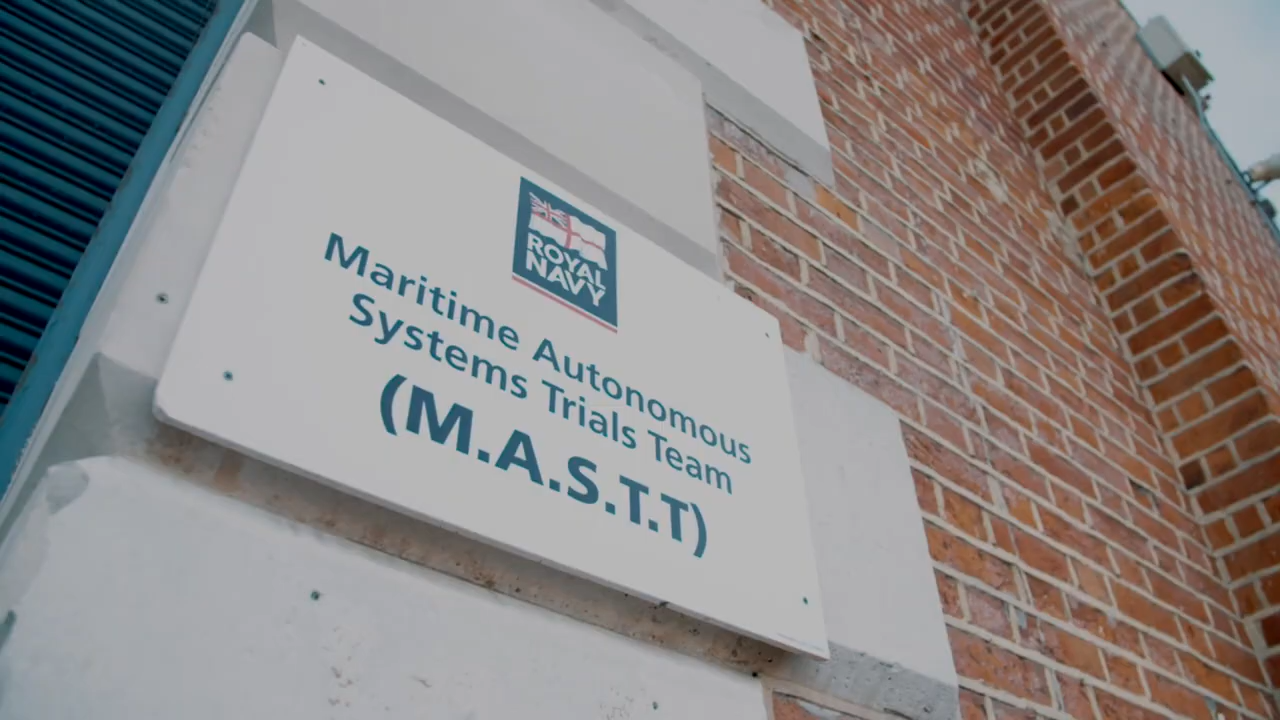 ROYAL
NAVY
Maritime Autonomous
Systems Trials Team
(M.A.S.T.T)